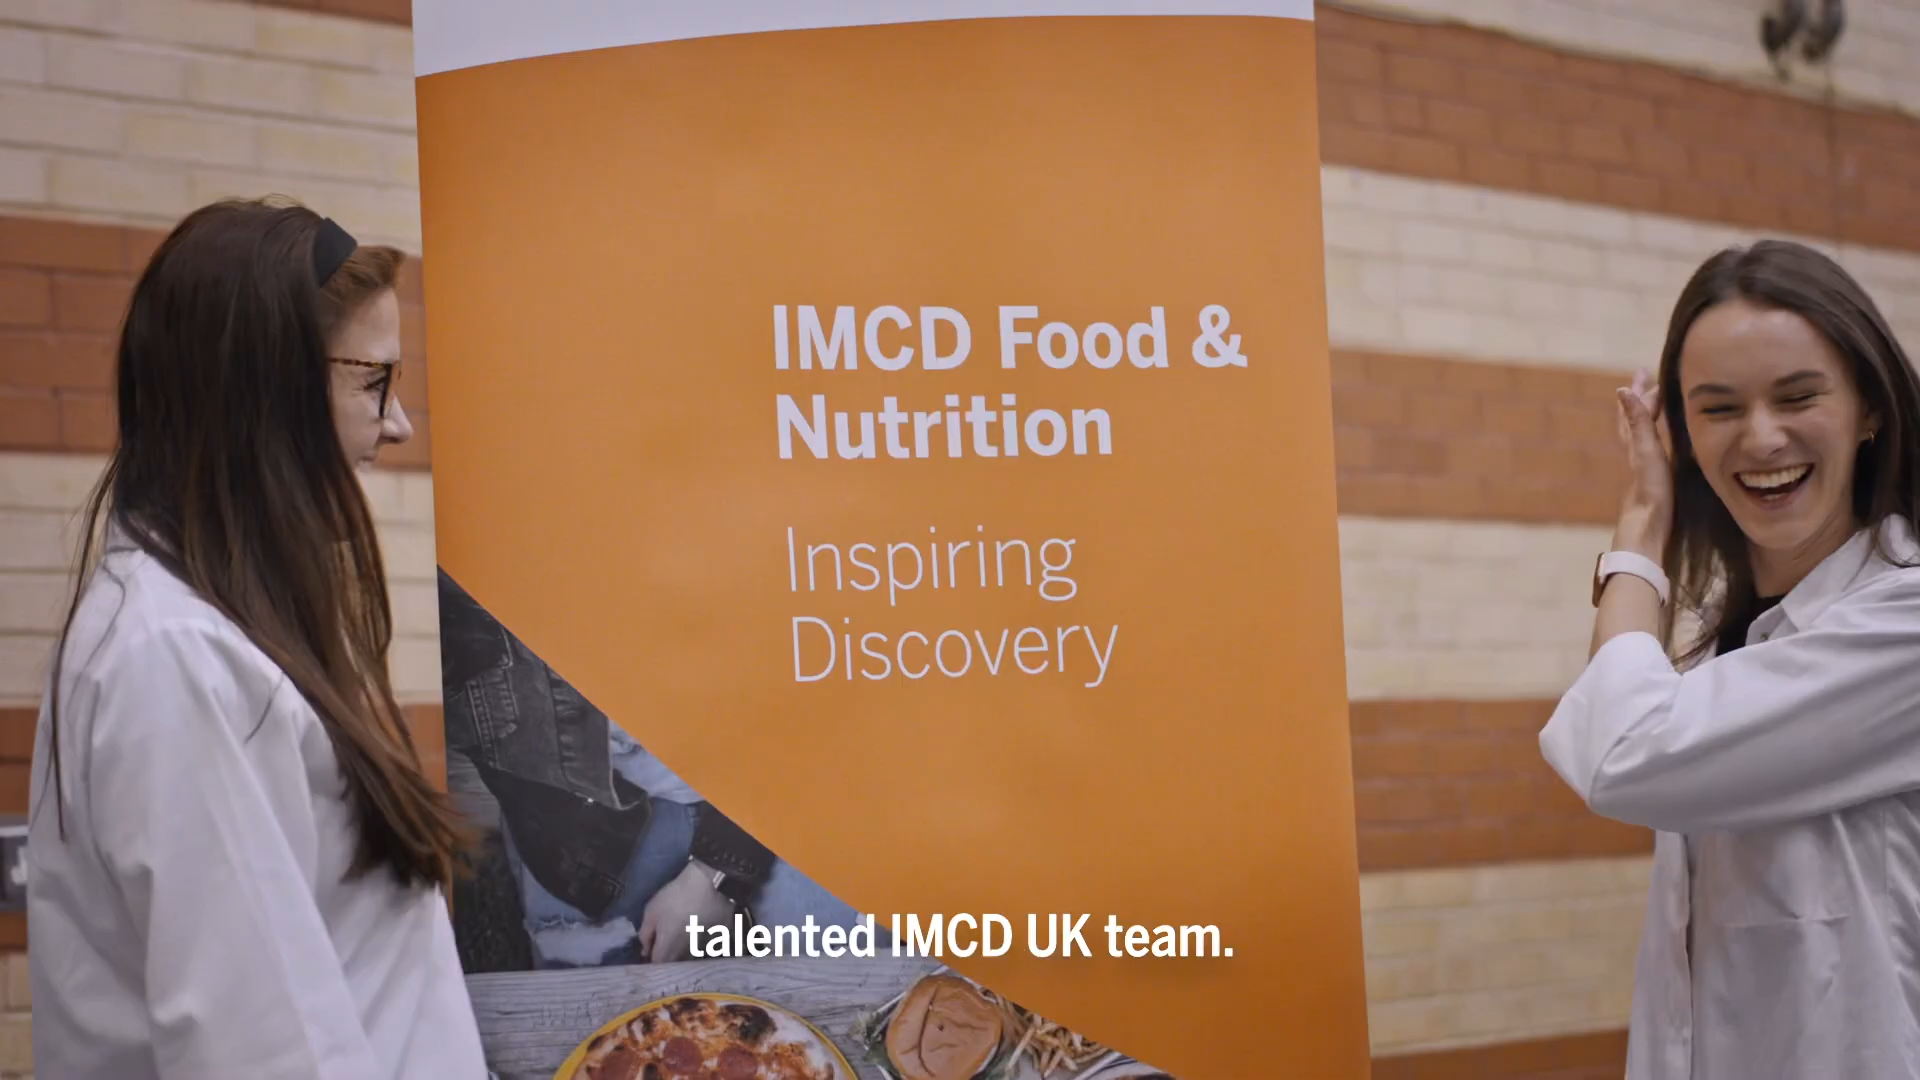 IMCD Food &
Nutrition
Inspiring
Discovery
talented IMCD UK team.